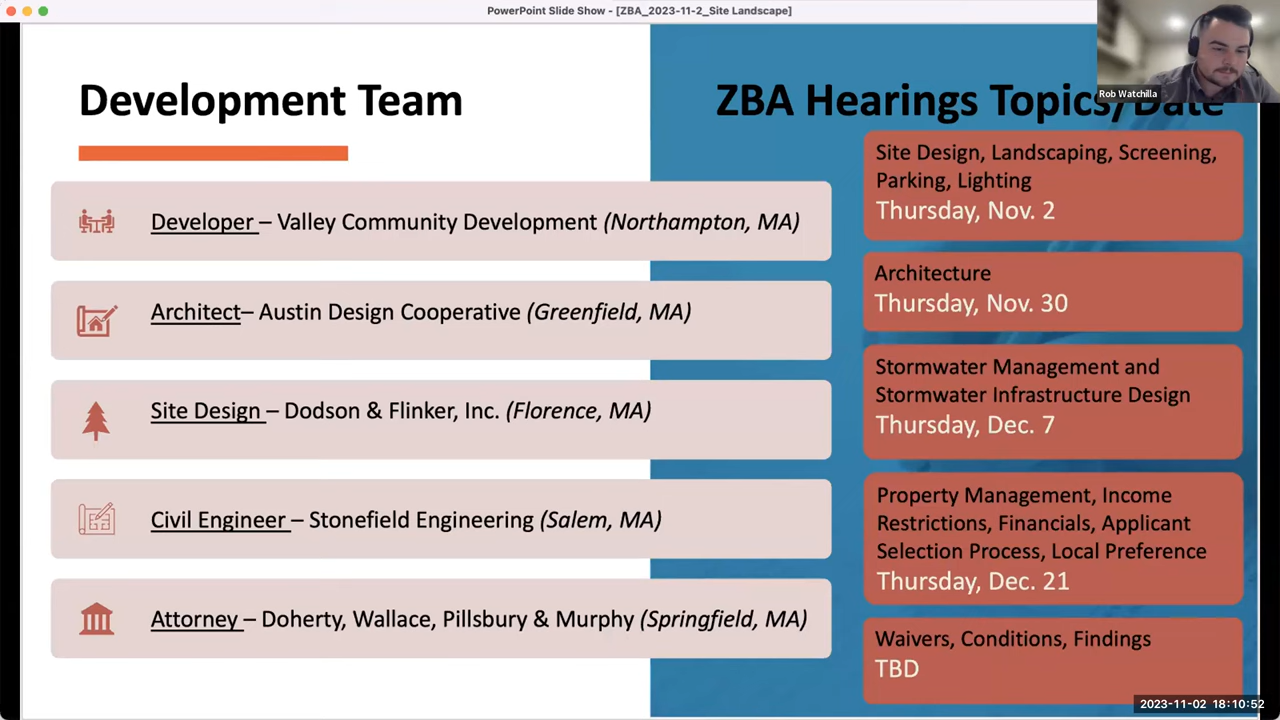 PowerPoint Slide Show - [ZBA_2023-11-2_Site Landscape]
Rob Watchilla
Development Team
Developer – Valley Community Development (Northampton, MA)
Architect– Austin Design Cooperative (Greenfield, MA)
Site Design – Dodson & Flinker, Inc. (Florence, MA)
Civil Engineer – Stonefield Engineering (Salem, MA)
Attorney – Doherty, Wallace, Pillsbury & Murphy (Springfield, MA)
ZBA Hearings Topics/Date
Site Design, Landscaping, Screening,
Parking, Lighting
Thursday, Nov. 2
Architecture
Thursday, Nov. 30
Stormwater Management and
Stormwater Infrastructure Design
Thursday, Dec. 7
Property Management, Income
Restrictions, Financials, Applicant
Selection Process, Local Preference
Thursday, Dec. 21
Waivers, Conditions, Findings
TBD
2023-11-02 18:10:52